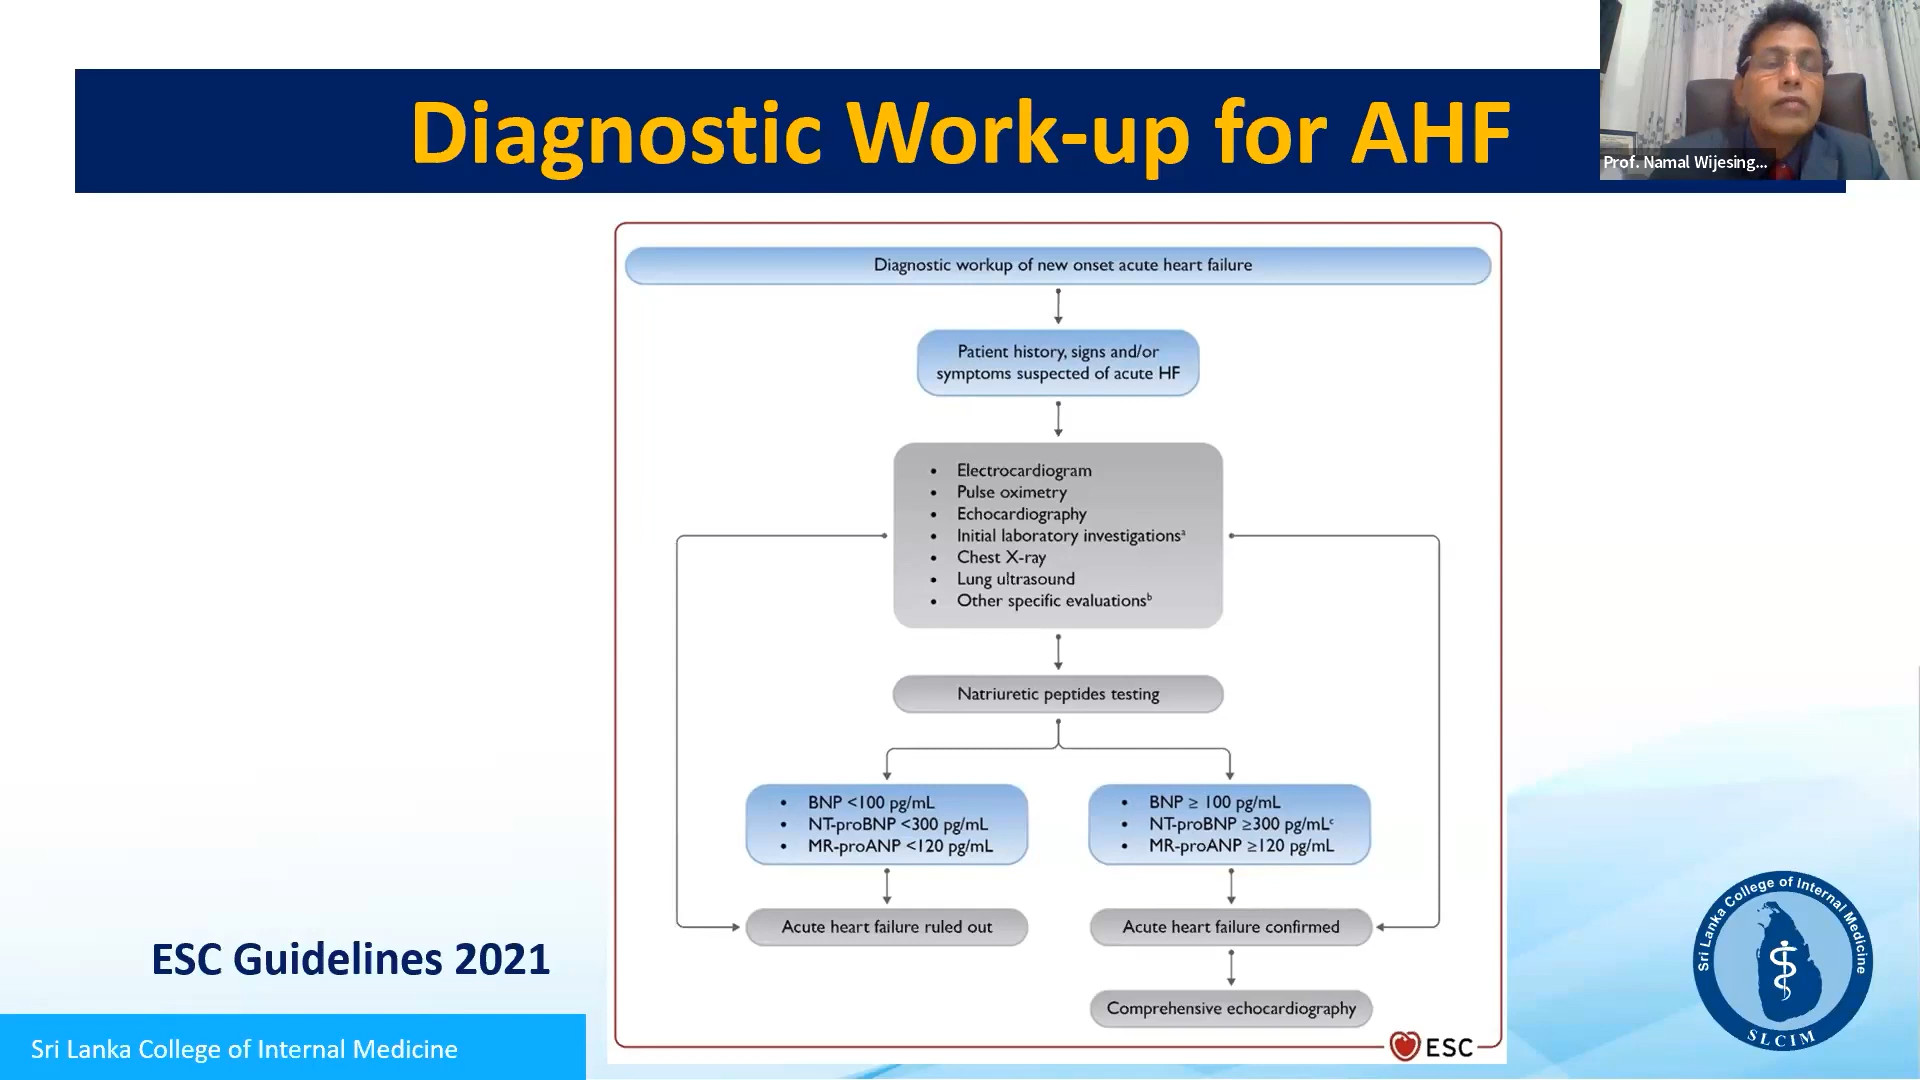 Diagnostic Work-up for AHF
Prof. Namal Wijesing...
Diagnostic workup of new onset acute heart failure
Patient history, signs and/or
symptoms suspected of acute HF
• Electrocardiogram
• Pulse oximetry
• Echocardiography
• Initial laboratory investigationsᵃ
• Chest X-ray
• Lung ultrasound
• Other specific evaluationsᵇ
Natriuretic peptides testing
• BNP <100 pg/mL
• NT-proBNP <300 pg/mL
• MR-proANP <120 pg/mL
• BNP ≥ 100 pg/mL
• NT-proBNP ≥300 pg/mLᶜ
• MR-proANP ≥120 pg/mL
Acute heart failure ruled out
Acute heart failure confirmed
Comprehensive echocardiography
ESC
ESC Guidelines 2021
Sri Lanka College of Internal Medicine
Sri Lanka College of Internal Medicine
SLCIM